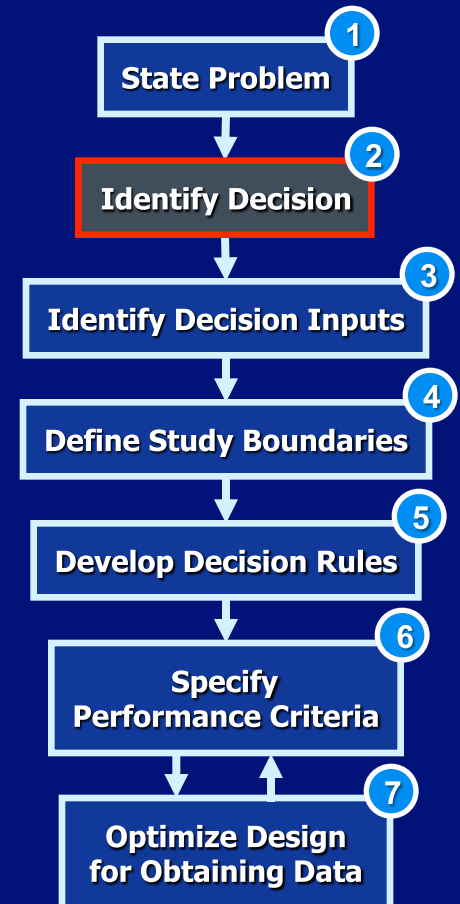 1
State Problem
2
Identify Decision
3
Identify Decision Inputs
4
Define Study Boundaries
5
Develop Decision Rules
6
Specify
Performance Criteria
7
Optimize Design
for Obtaining Data